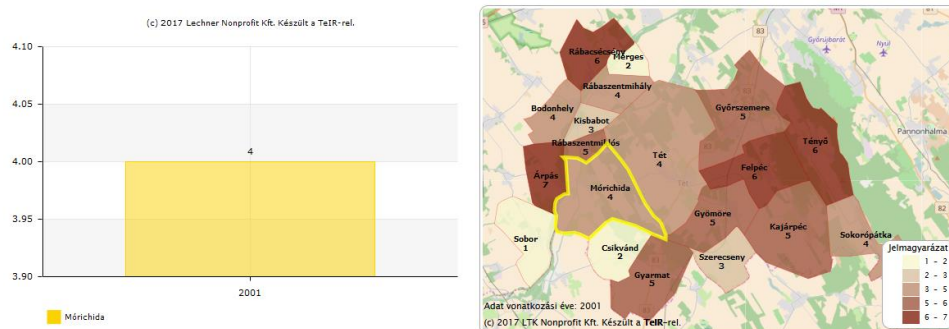 (c) 2017 Lechner Nonprofit Kft. Készült a TeIR-rel.
4.10
4.05
4.00
3.95
3.90
4
2001
Mórichida
83
82
Győrújbarát
Nyúl
Pannonhalma
Rábacsécsény
6
Mérges
2
Rábaszentmihály
4
Bodonhely
4
Kisbabot
3
Rábaszentmiklós
5
Győrszemere
5
Tényő
6
Tét
4
Felpéc
6
Árpás
7
Mórichida
4
Gyömöre
5
Kajárpéc
5
Sokorópátka
4
Sobor
1
Csikvánd
2
Szerecseny
3
Gyarmat
5
Jelmagyarázat
1 - 2
2 - 3
3 - 5
5 - 6
6 - 7
Adat vonatkozási éve: 2001
(c) 2017 LTK Nonprofit Kft. Készült a TeIR-rel.